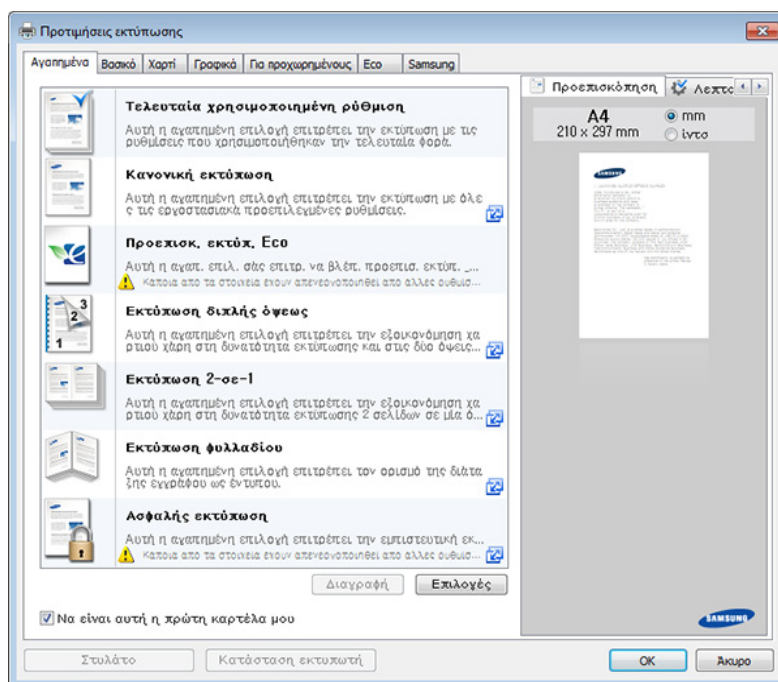 Προτιμήσεις εκτύπωσης
Αγαπημένα Βασικό Χαρτί Γραφικά Για προχωρημένους Eco Samsung
Τελευταία χρησιμοποιημένη ρύθμιση
Αυτή η αγαπημένη επιλογή επιτρέπει την εκτύπωση με τις
ρυθμίσεις που χρησιμοποιήθηκαν την τελευταία φορά.
Κανονική εκτύπωση
Αυτή η αγαπημένη επιλογή επιτρέπει την εκτύπωση με όλε
ς τις εργοστασιακά προεπιλεγμένες ρυθμίσεις.
Προεπισκ. εκτύπ. Eco
Αυτή η αγαπ. επιλ. σάς επιτρ. να βλέπ. προεπισ. εκτύπ. _...
Κάποια από τα στοιχεία έχουν απενεργοποιηθεί από άλλες ρυθμίσ...
Εκτύπωση διπλής όψεως
Αυτή η αγαπημένη επιλογή επιτρέπει την εξοικονόμηση χα
ρτιού χάρη στη δυνατότητα εκτύπωσης και στις δύο όψεις...
Εκτύπωση 2-σε-1
Αυτή η αγαπημένη επιλογή επιτρέπει την εξοικονόμηση χα
ρτιού χάρη στη δυνατότητα εκτύπωσης 2 σελίδων σε μία ό...
Εκτύπωση φυλλαδίου
Αυτή η αγαπημένη επιλογή επιτρέπει τον ορισμό της διάτα
ξης εγγράφου ως έντυπου.
Ασφαλής εκτύπωση
Αυτή η αγαπημένη επιλογή επιτρέπει την εμπιστευτική εκ...
Κάποια από τα στοιχεία έχουν απενεργοποιηθεί από άλλες ρυθμίσ...
Διαγραφή Επιλογές
Να είναι αυτή η πρώτη καρτέλα μου
Στυλάτο Κατάσταση εκτυπωτή
Προεπισκόπηση Λεπτο
A4 mm
210 x 297 mm ίντσ
SAMSUNG
SAMSUNG
OK Άκυρο
3
2
1